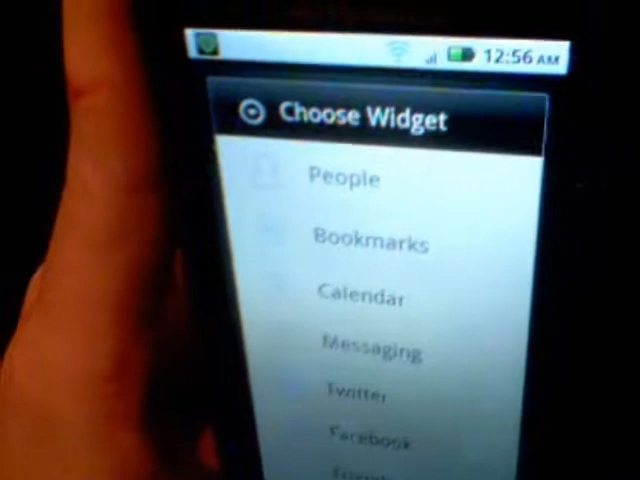 12:56 AM
Choose Widget
People
Bookmarks
Calendar
Messaging
Twitter
Facebook